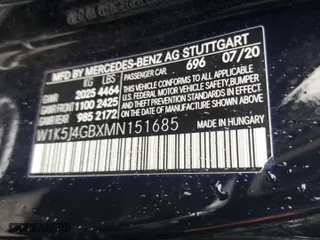 MFD BY MERCEDES-BENZ AG STUTTGART
PASSENGER CAR 696 07/20
KG LBS
GVWR 2025 4464
GAWR FRONT 1100 2425
GAWR/REAR 985 2172
THIS VEHICLE CONFORMS TO ALL APPLICABLE U.S. FEDERAL MOTOR VEHICLE SAFETY, BUMPER, AND THEFT PREVENTION STANDARDS IN EFFECT ON THE DATE OF MANUFACTURE SHOWN ABOVE.
W1K5J4GBXMN151685
MADE IN HUNGARY